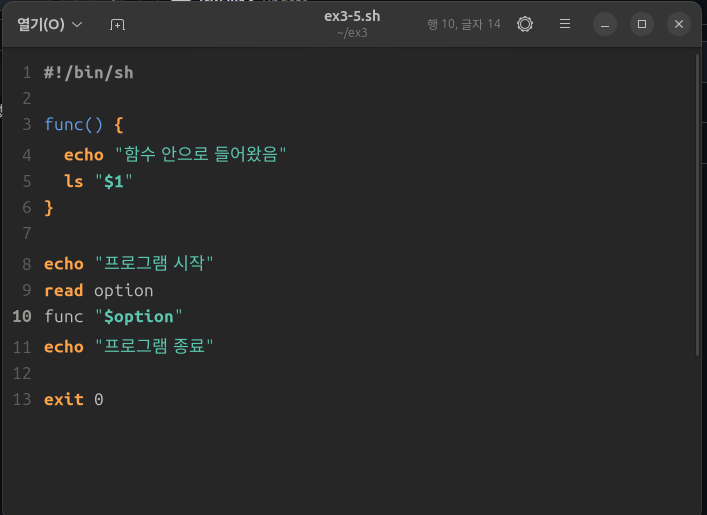 열기(O)
ex3-5.sh
~/ex3
행 10, 글자 14
1 #!/bin/sh
2
3 func() {
4   echo "함수 안으로 들어왔음"
5   ls "$1"
6 }
7
8 echo "프로그램 시작"
9 read option
10 func "$option"
11 echo "프로그램 종료"
12
13 exit 0